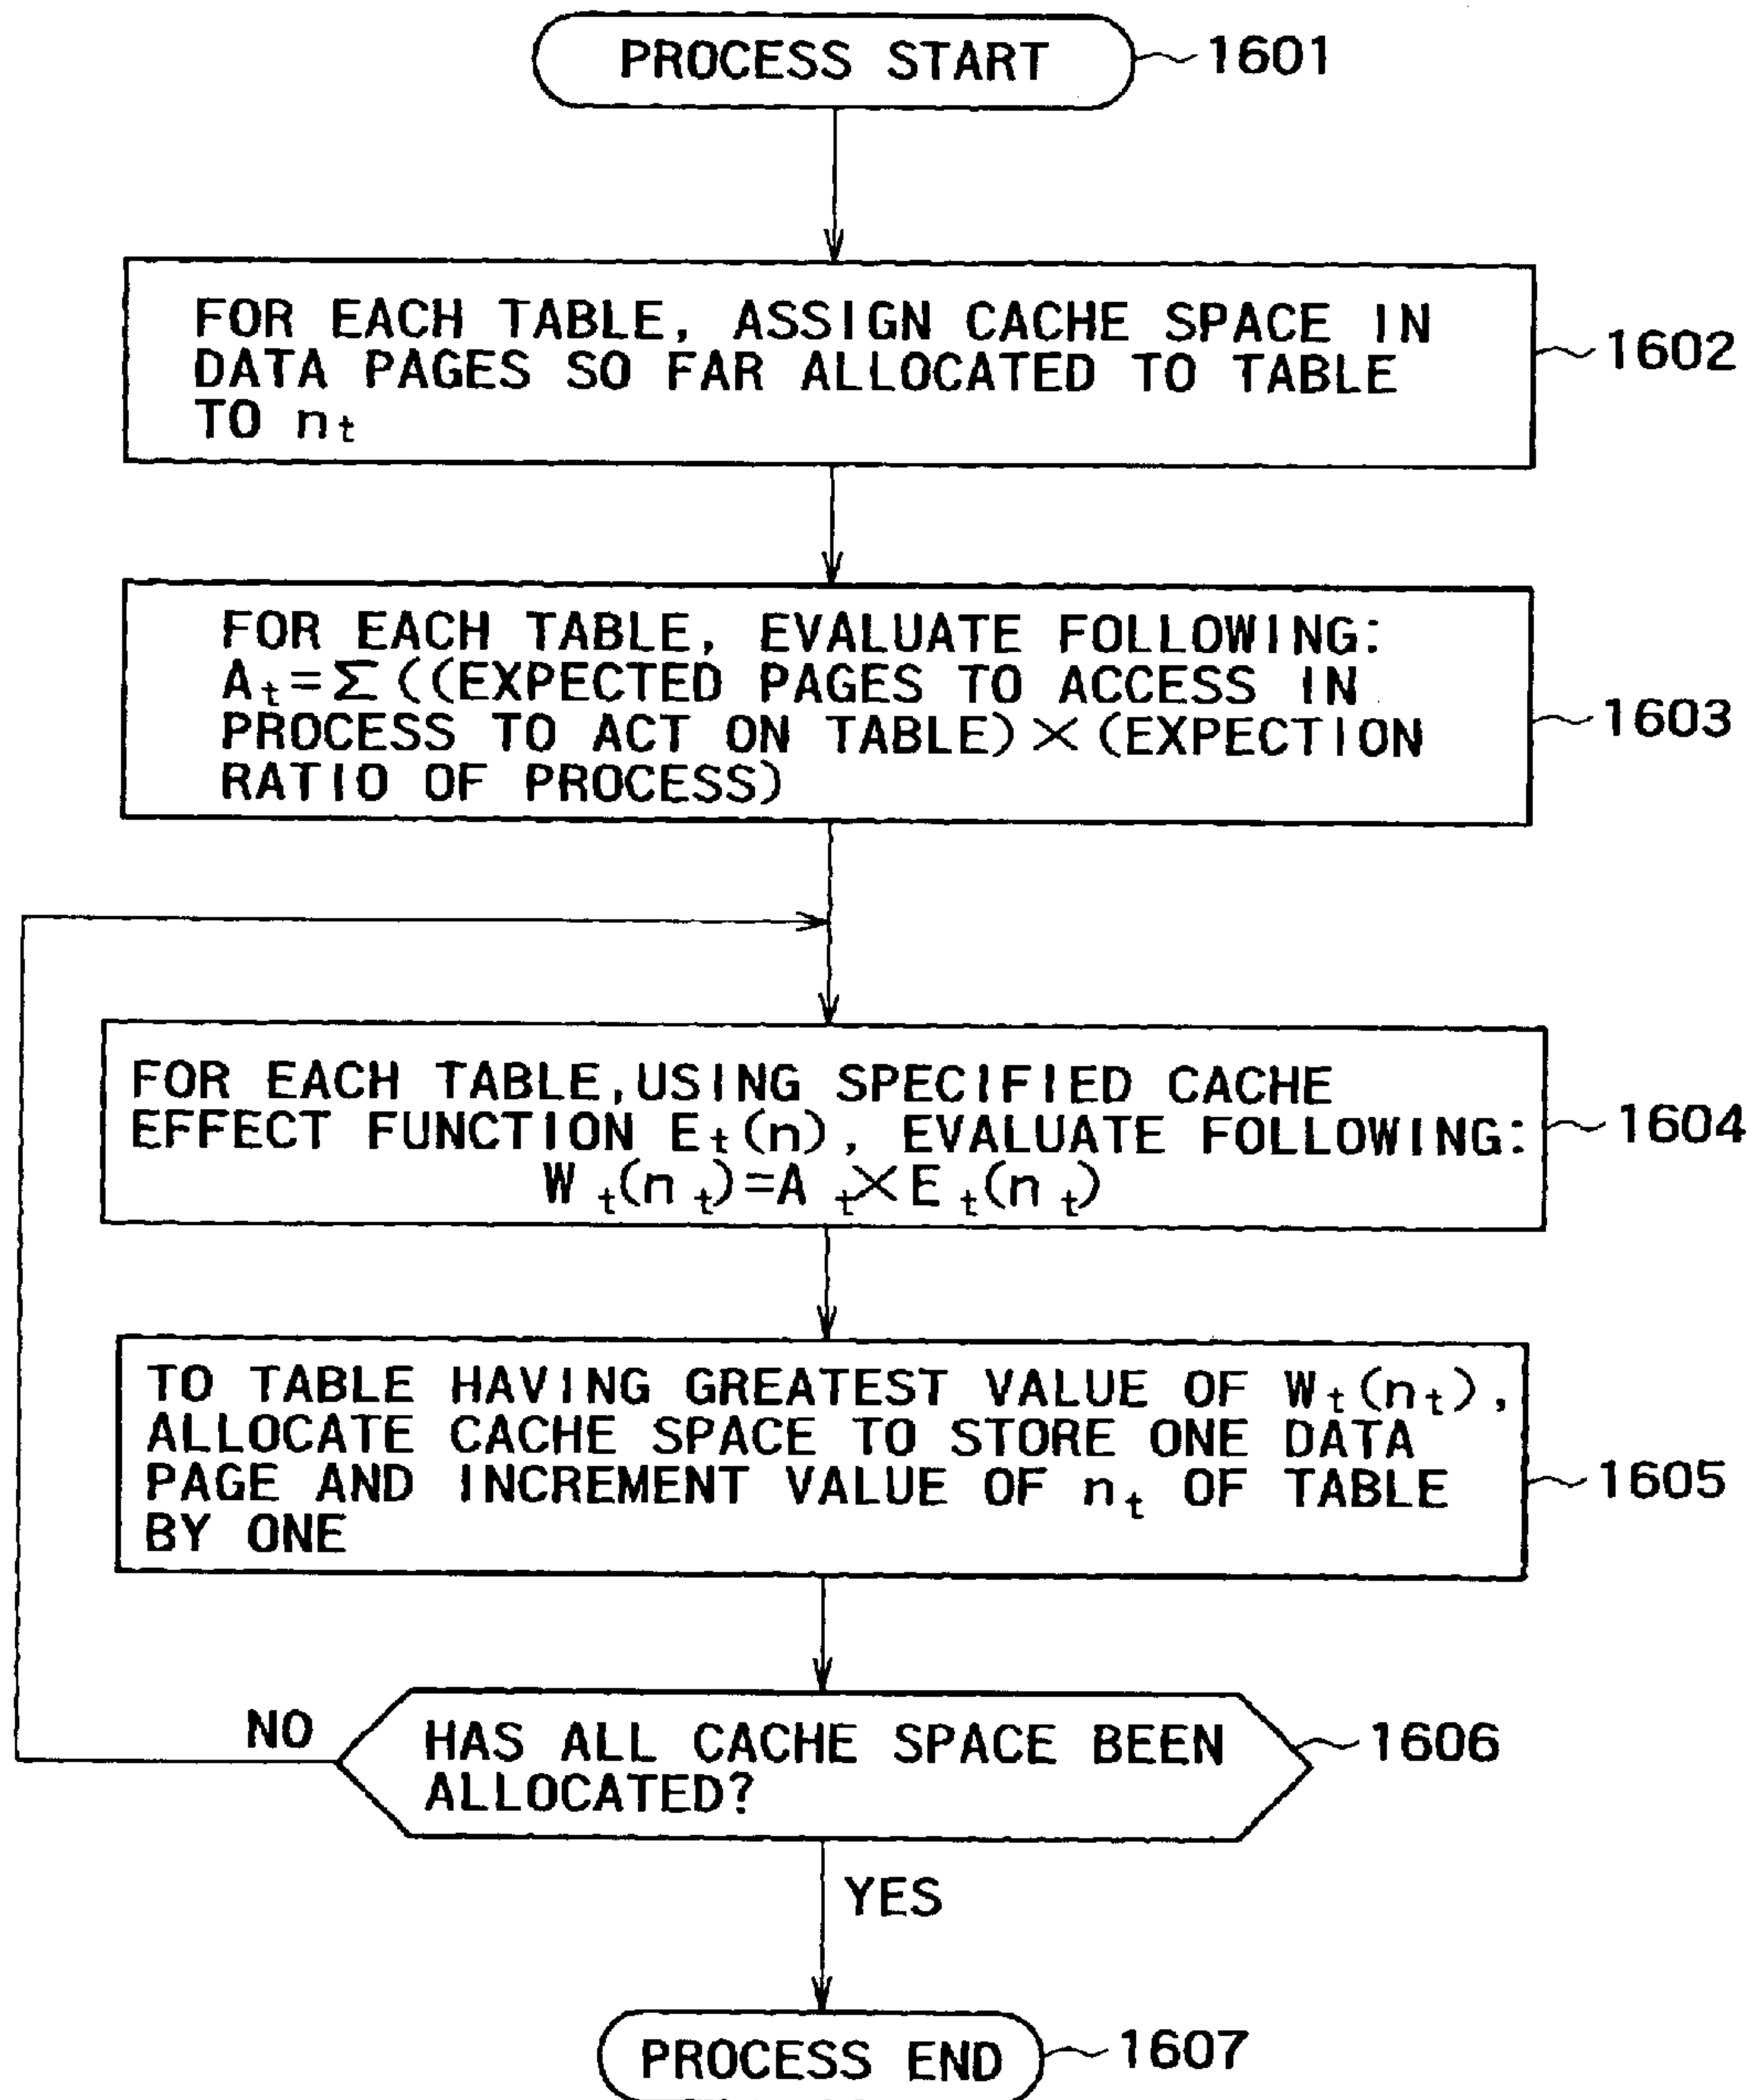 PROCESS START
1601
FOR EACH TABLE, ASSIGN CACHE SPACE IN
DATA PAGES SO FAR ALLOCATED TO TABLE
TO nt
1602
FOR EACH TABLE, EVALUATE FOLLOWING:
At=Σ((EXPECTED PAGES TO ACCESS IN
PROCESS TO ACT ON TABLE)×(EXPECTION
RATIO OF PROCESS)
1603
FOR EACH TABLE,USING SPECIFIED CACHE
EFFECT FUNCTION Et(n), EVALUATE FOLLOWING:
Wt(nt)=At×Et(nt)
1604
TO TABLE HAVING GREATEST VALUE OF Wt(nt),
ALLOCATE CACHE SPACE TO STORE ONE DATA
PAGE AND INCREMENT VALUE OF nt OF TABLE
BY ONE
1605
NO
HAS ALL CACHE SPACE BEEN
ALLOCATED?
1606
YES
PROCESS END
1607